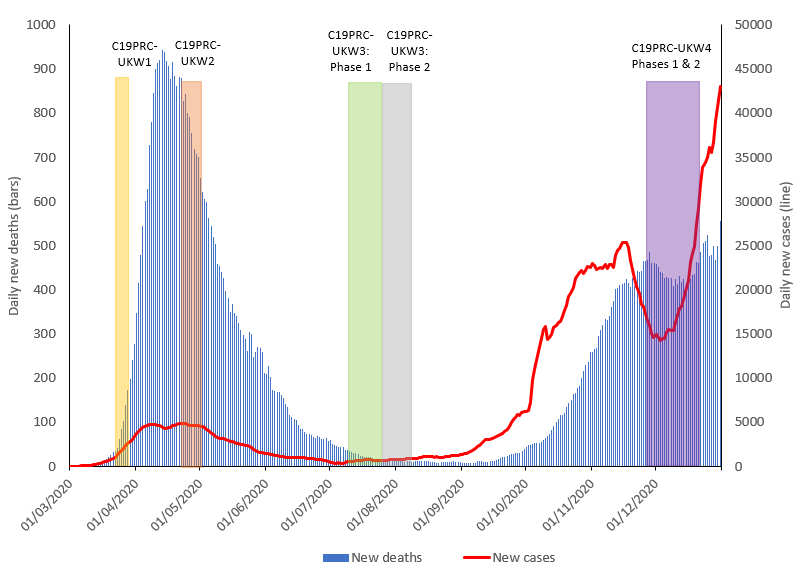 C19PRC-
UKW1
C19PRC-
UKW2
C19PRC-
UKW3:
Phase 1
C19PRC-
UKW3:
Phase 2
C19PRC-UKW4
Phases 1 & 2
Daily new deaths (bars)
1000
900
800
700
600
500
400
300
200
100
0
50000
45000
40000
35000
30000
25000
20000
15000
10000
5000
0
Daily new cases (line)
01/03/2020
01/04/2020
01/05/2020
01/06/2020
01/07/2020
01/08/2020
01/09/2020
01/10/2020
01/11/2020
01/12/2020
New deaths
New cases